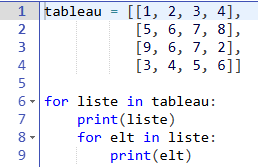 1 tableau = [[1, 2, 3, 4],
2 [5, 6, 7, 8],
3 [9, 6, 7, 2],
4 [3, 4, 5, 6]]
5
6 for liste in tableau:
7 print(liste)
8 for elt in liste:
9 print(elt)